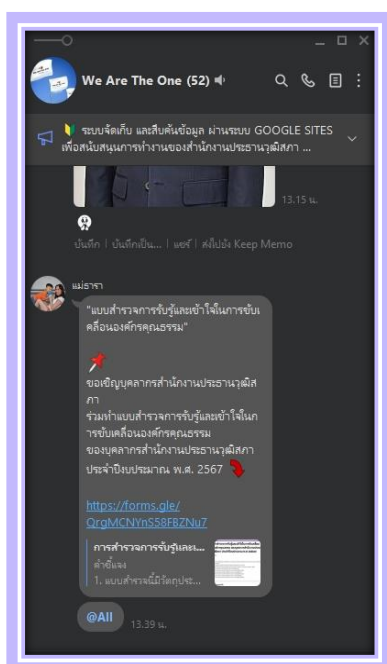 We Are The One (52)
🔰 ระบบจัดเก็บ และสืบค้นข้อมูล ผ่านระบบ GOOGLE SITES
เพื่อสนับสนุนการทำงานของสำนักงานประธานวุฒิสภา ...
13.15 น.
บันทึก | บันทึกเป็น... | แชร์ | ส่งไปยัง Keep Memo
แม่ธารา
"แบบสำรวจการรับรู้และเข้าใจในการขับเ
คลื่อนองค์กรคุณธรรม"
📌
ขอเชิญบุคลากรสำนักงานประธานวุฒิส
ภา
ร่วมทำแบบสำรวจการรับรู้และเข้าใจในก
ารขับเคลื่อนองค์กรคุณธรรม
ของบุคลากรสำนักงานประธานวุฒิสภา
ประจำปีงบประมาณ พ.ศ. 2567
https://forms.gle/
QrgMCNYnS58FBZNu7
การสำรวจการรับรู้และเ...
คำชี้แจง
1. แบบสำรวจนี้มีวัตถุประ...
@All
13.39 น.